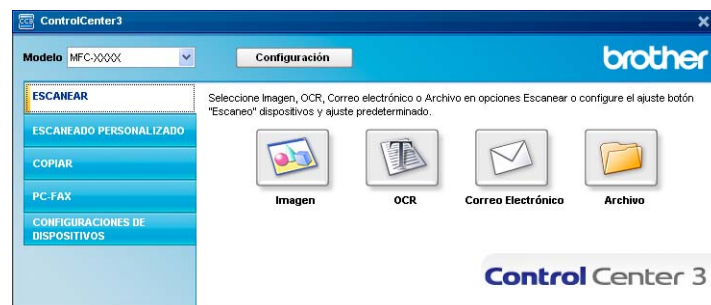 ControlCenter3
Modelo MFC-XXXX
Configuración
brother
ESCANEAR
ESCANEADO PERSONALIZADO
COPIAR
PC-FAX
CONFIGURACIONES DE
DISPOSITIVOS
Seleccione Imagen, OCR, Correo electrónico o Archivo en opciones Escanear o configure el ajuste botón
"Escaneo" dispositivos y ajuste predeterminado.
Imagen
OCR
Correo Electrónico
Archivo
Control Center 3